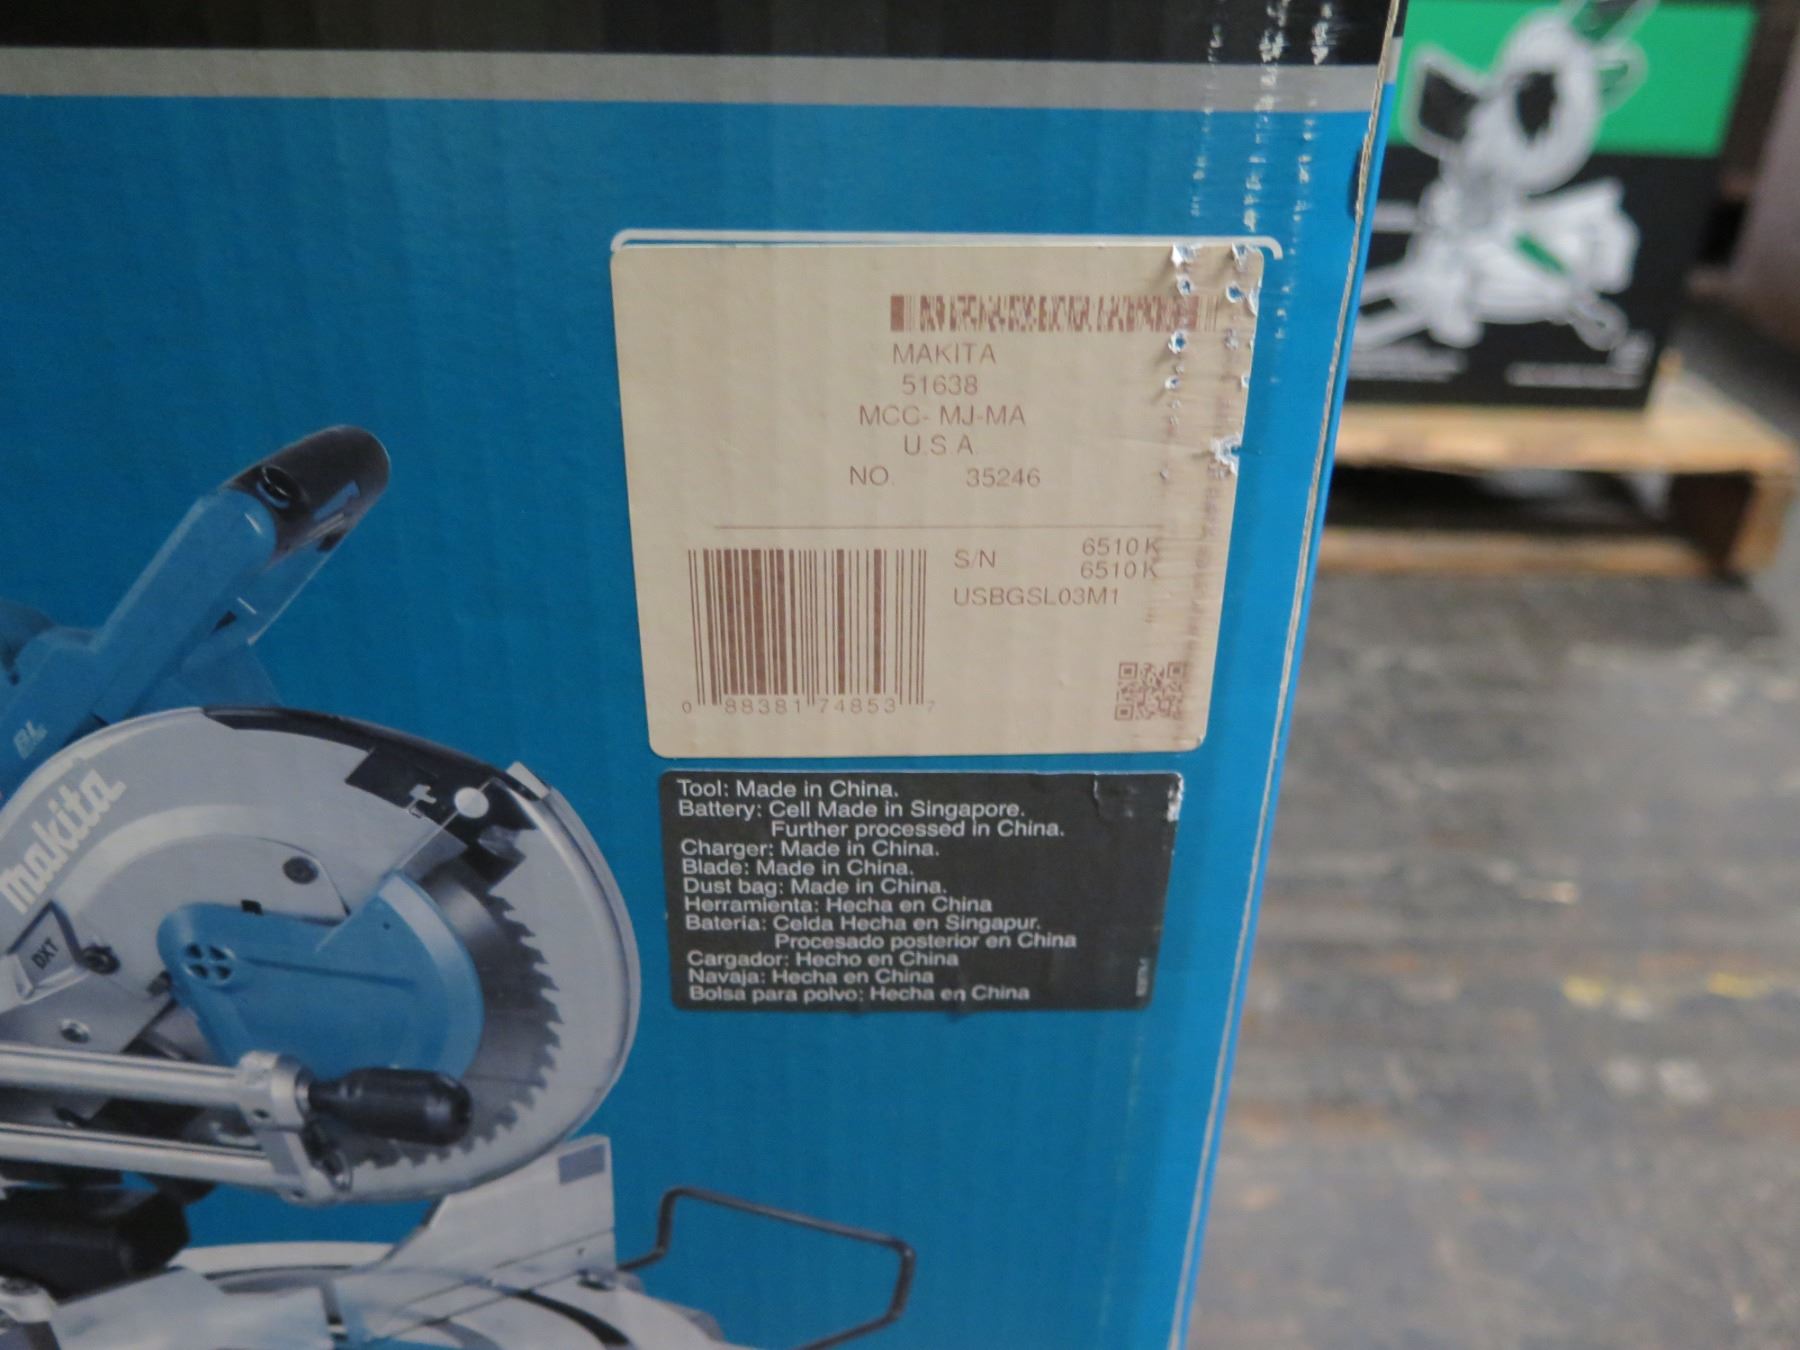 MAKITA
51638
MCC- MJ-MA
U.S.A.
NO. 35246
S/N 6510K
6510K
USBGSL03M1
0 88381 74853 7
Tool: Made in China.
Battery: Cell Made in Singapore.
Further processed in China.
Charger: Made in China.
Blade: Made in China.
Dust bag: Made in China.
Herramienta: Hecha en China
Batería: Celda Hecha en Singapur.
Procesado posterior en China
Cargador: Hecho en China
Navaja: Hecha en China
Bolsa para polvo: Hecha en China
BL
makita
DXT